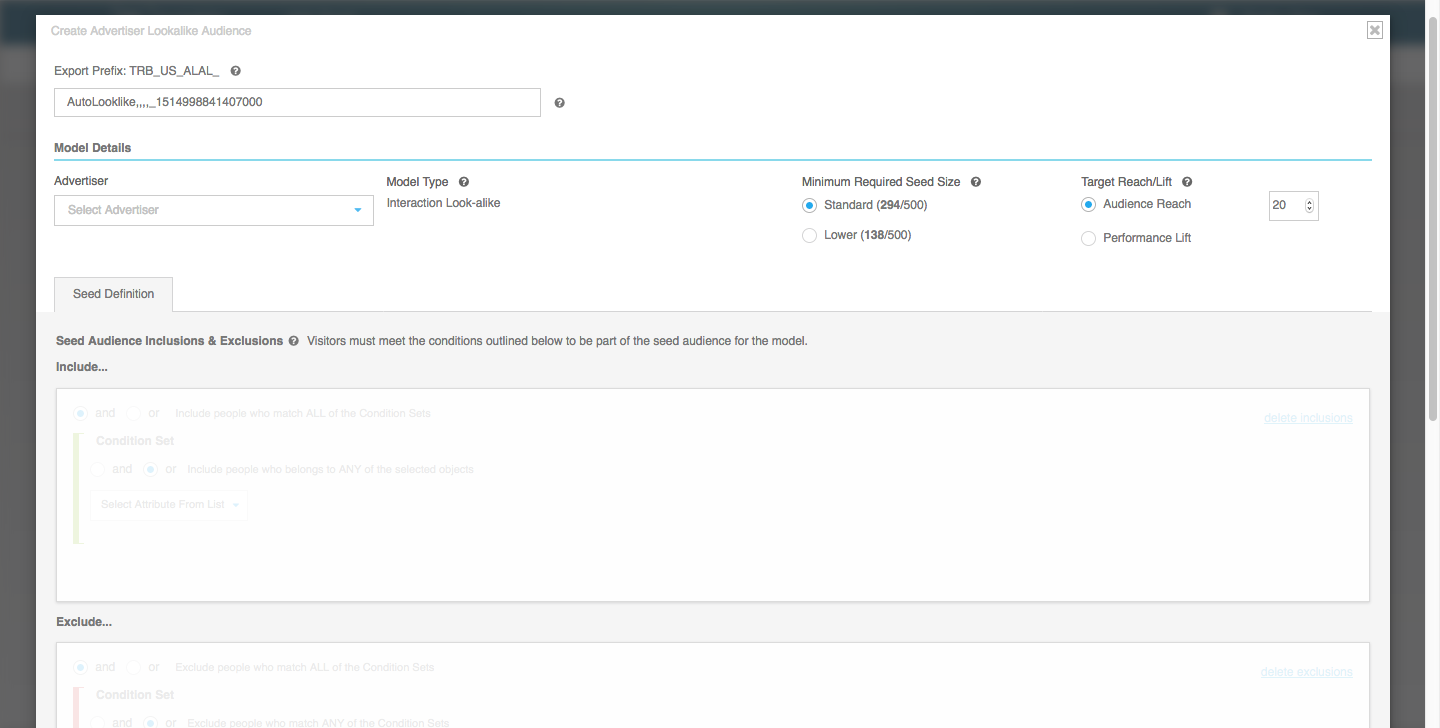 Create Advertiser Lookalike Audience
Export Prefix: TRB_US_ALAL_
AutoLooklike,,,,_1514998841407000
Model Details
Advertiser
Select Advertiser
Model Type
Interaction Look-alike
Minimum Required Seed Size
Standard (294/500)
Lower (138/500)
Target Reach/Lift
Audience Reach
20
Performance Lift
Seed Definition
Seed Audience Inclusions & Exclusions Visitors must meet the conditions outlined below to be part of the seed audience for the model.
Include...
and or Include people who match ALL of the Condition Sets
delete inclusions
Condition Set
and or Include people who belongs to ANY of the selected objects
Select Attribute From List
Exclude...
and or Exclude people who match ALL of the Condition Sets
delete exclusions
Condition Set
and or Exclude people who match ANY of the Condition Sets